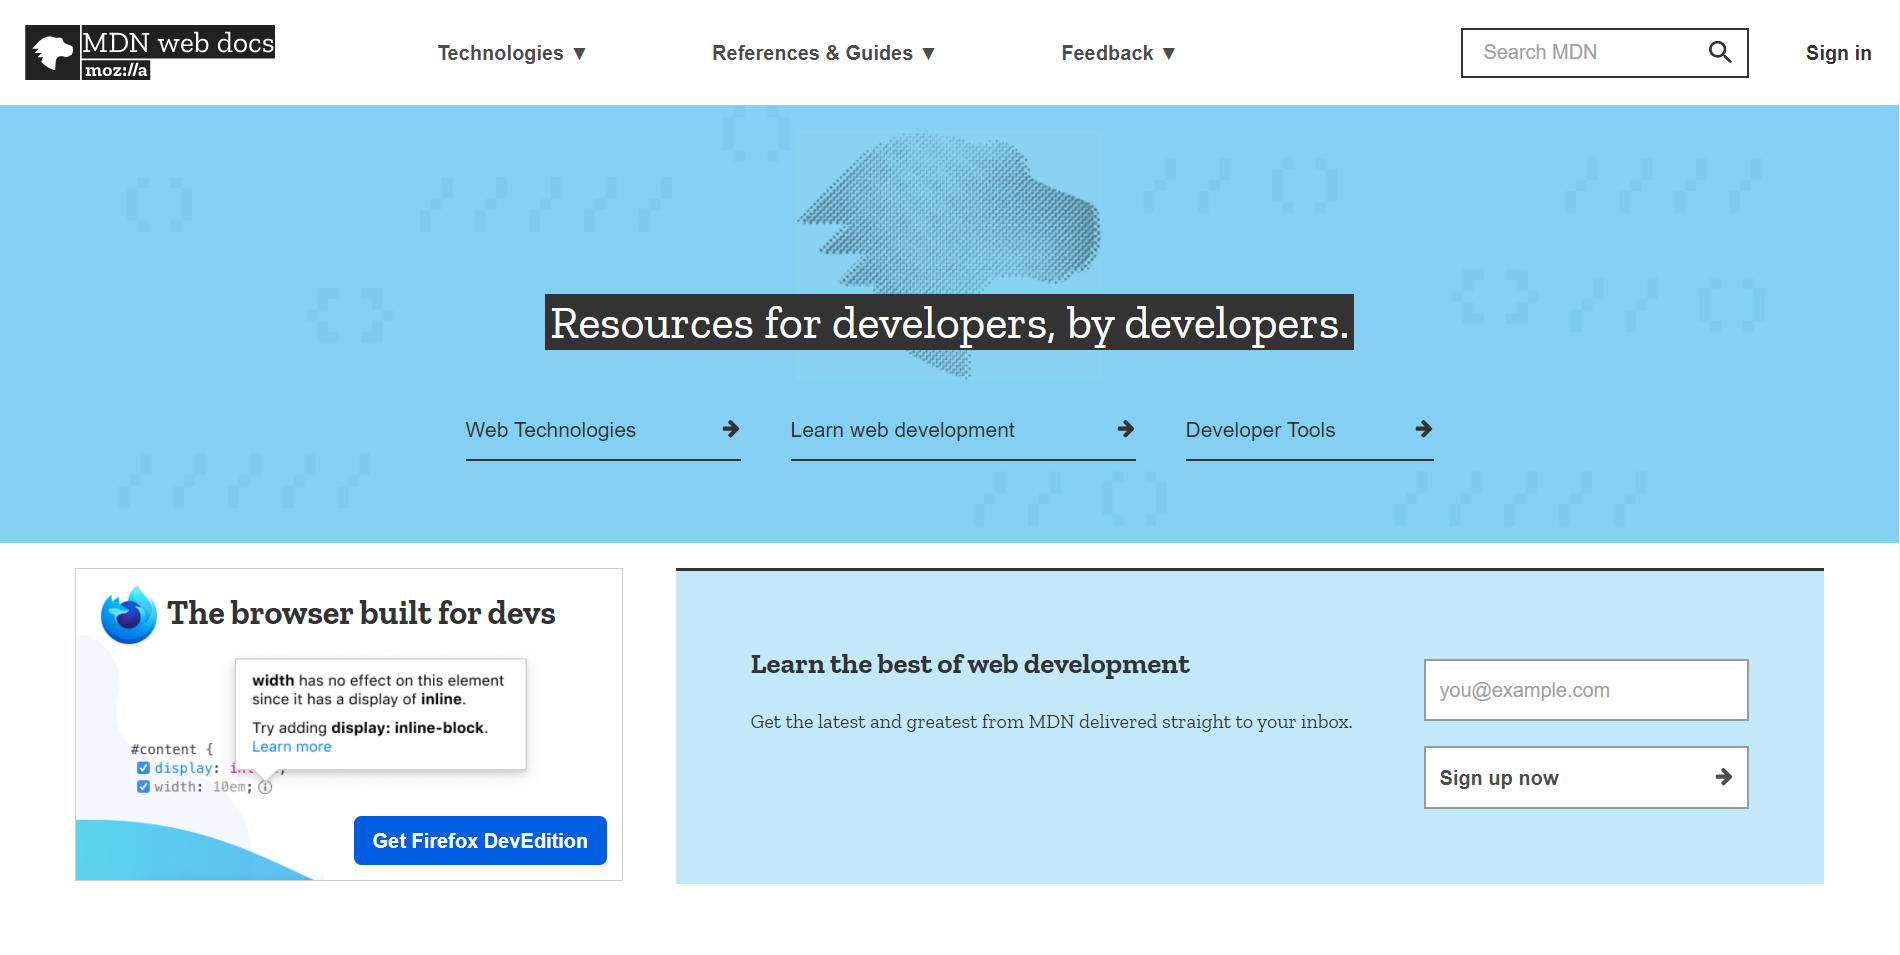 MDN web docs
moz://a
Technologies ▼
References & Guides ▼
Feedback ▼
Search MDN
Sign in
Resources for developers, by developers.
Web Technologies
Learn web development
Developer Tools
The browser built for devs
width has no effect on this element
since it has a display of inline.
Try adding display: inline-block.
Learn more
#content {
display:
width: 10em;
Get Firefox DevEdition
Learn the best of web development
Get the latest and greatest from MDN delivered straight to your inbox.
you@example.com
Sign up now